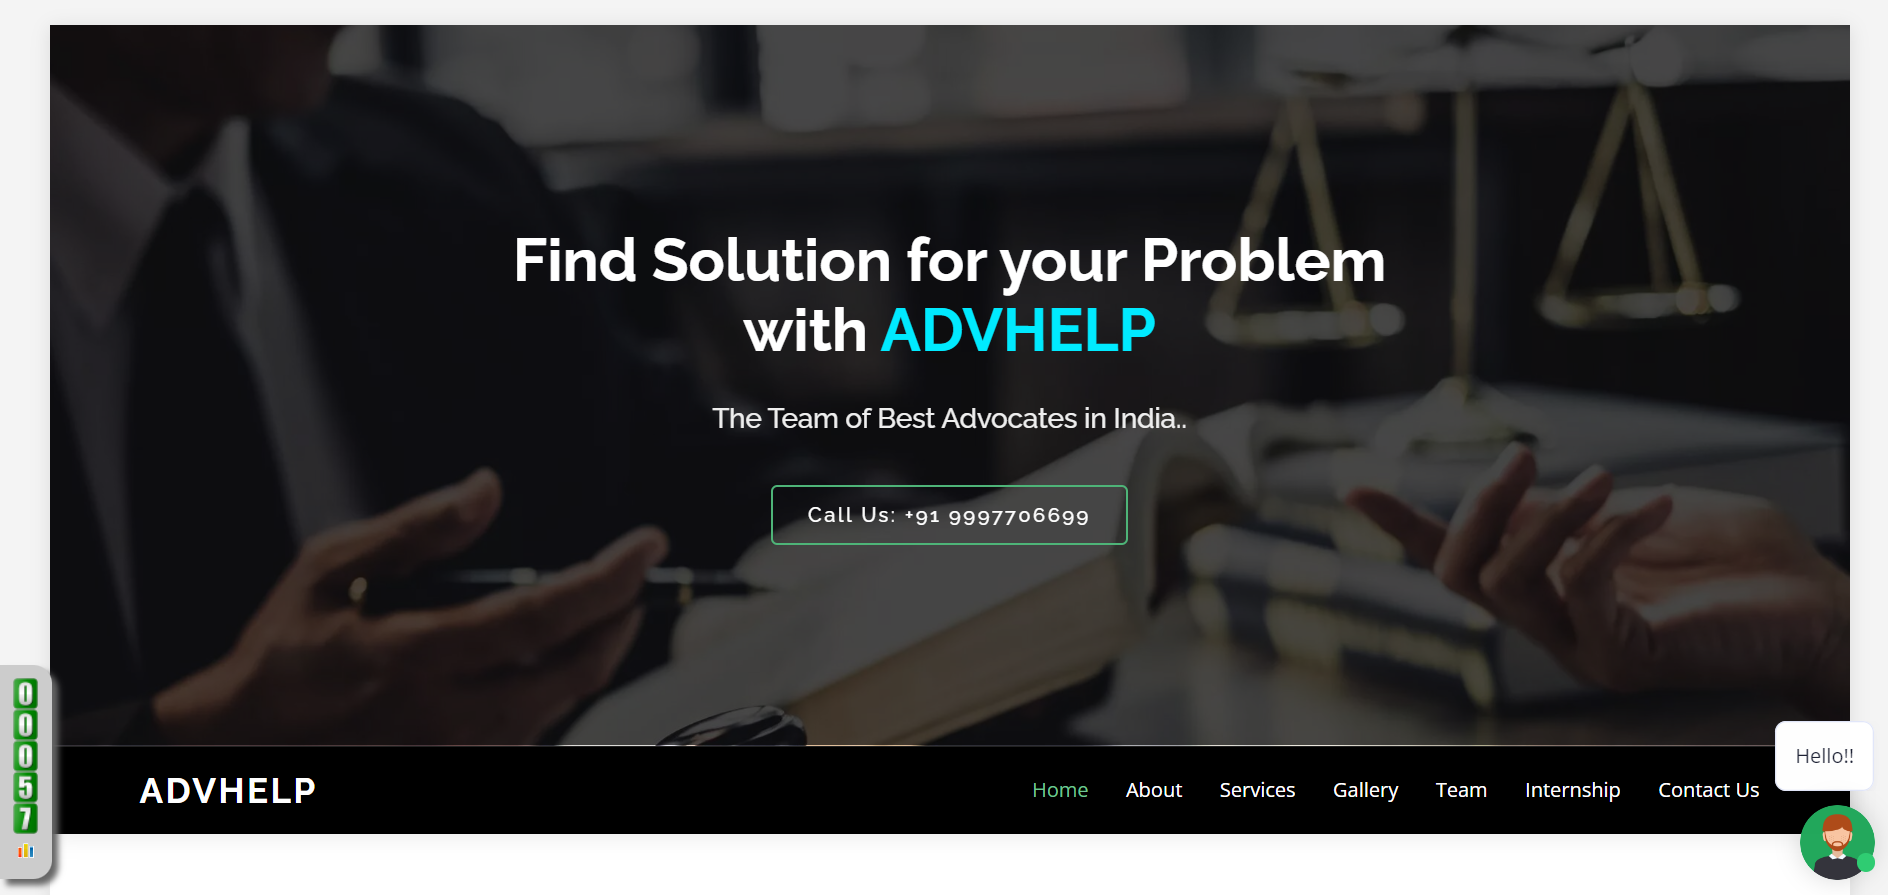 Find Solution for your Problem
with ADVHELP
The Team of Best Advocates in India..
Call Us: +91 9997706699
00057
ADVHELP
Home About Services Gallery Team Internship Contact Us
Hello!!